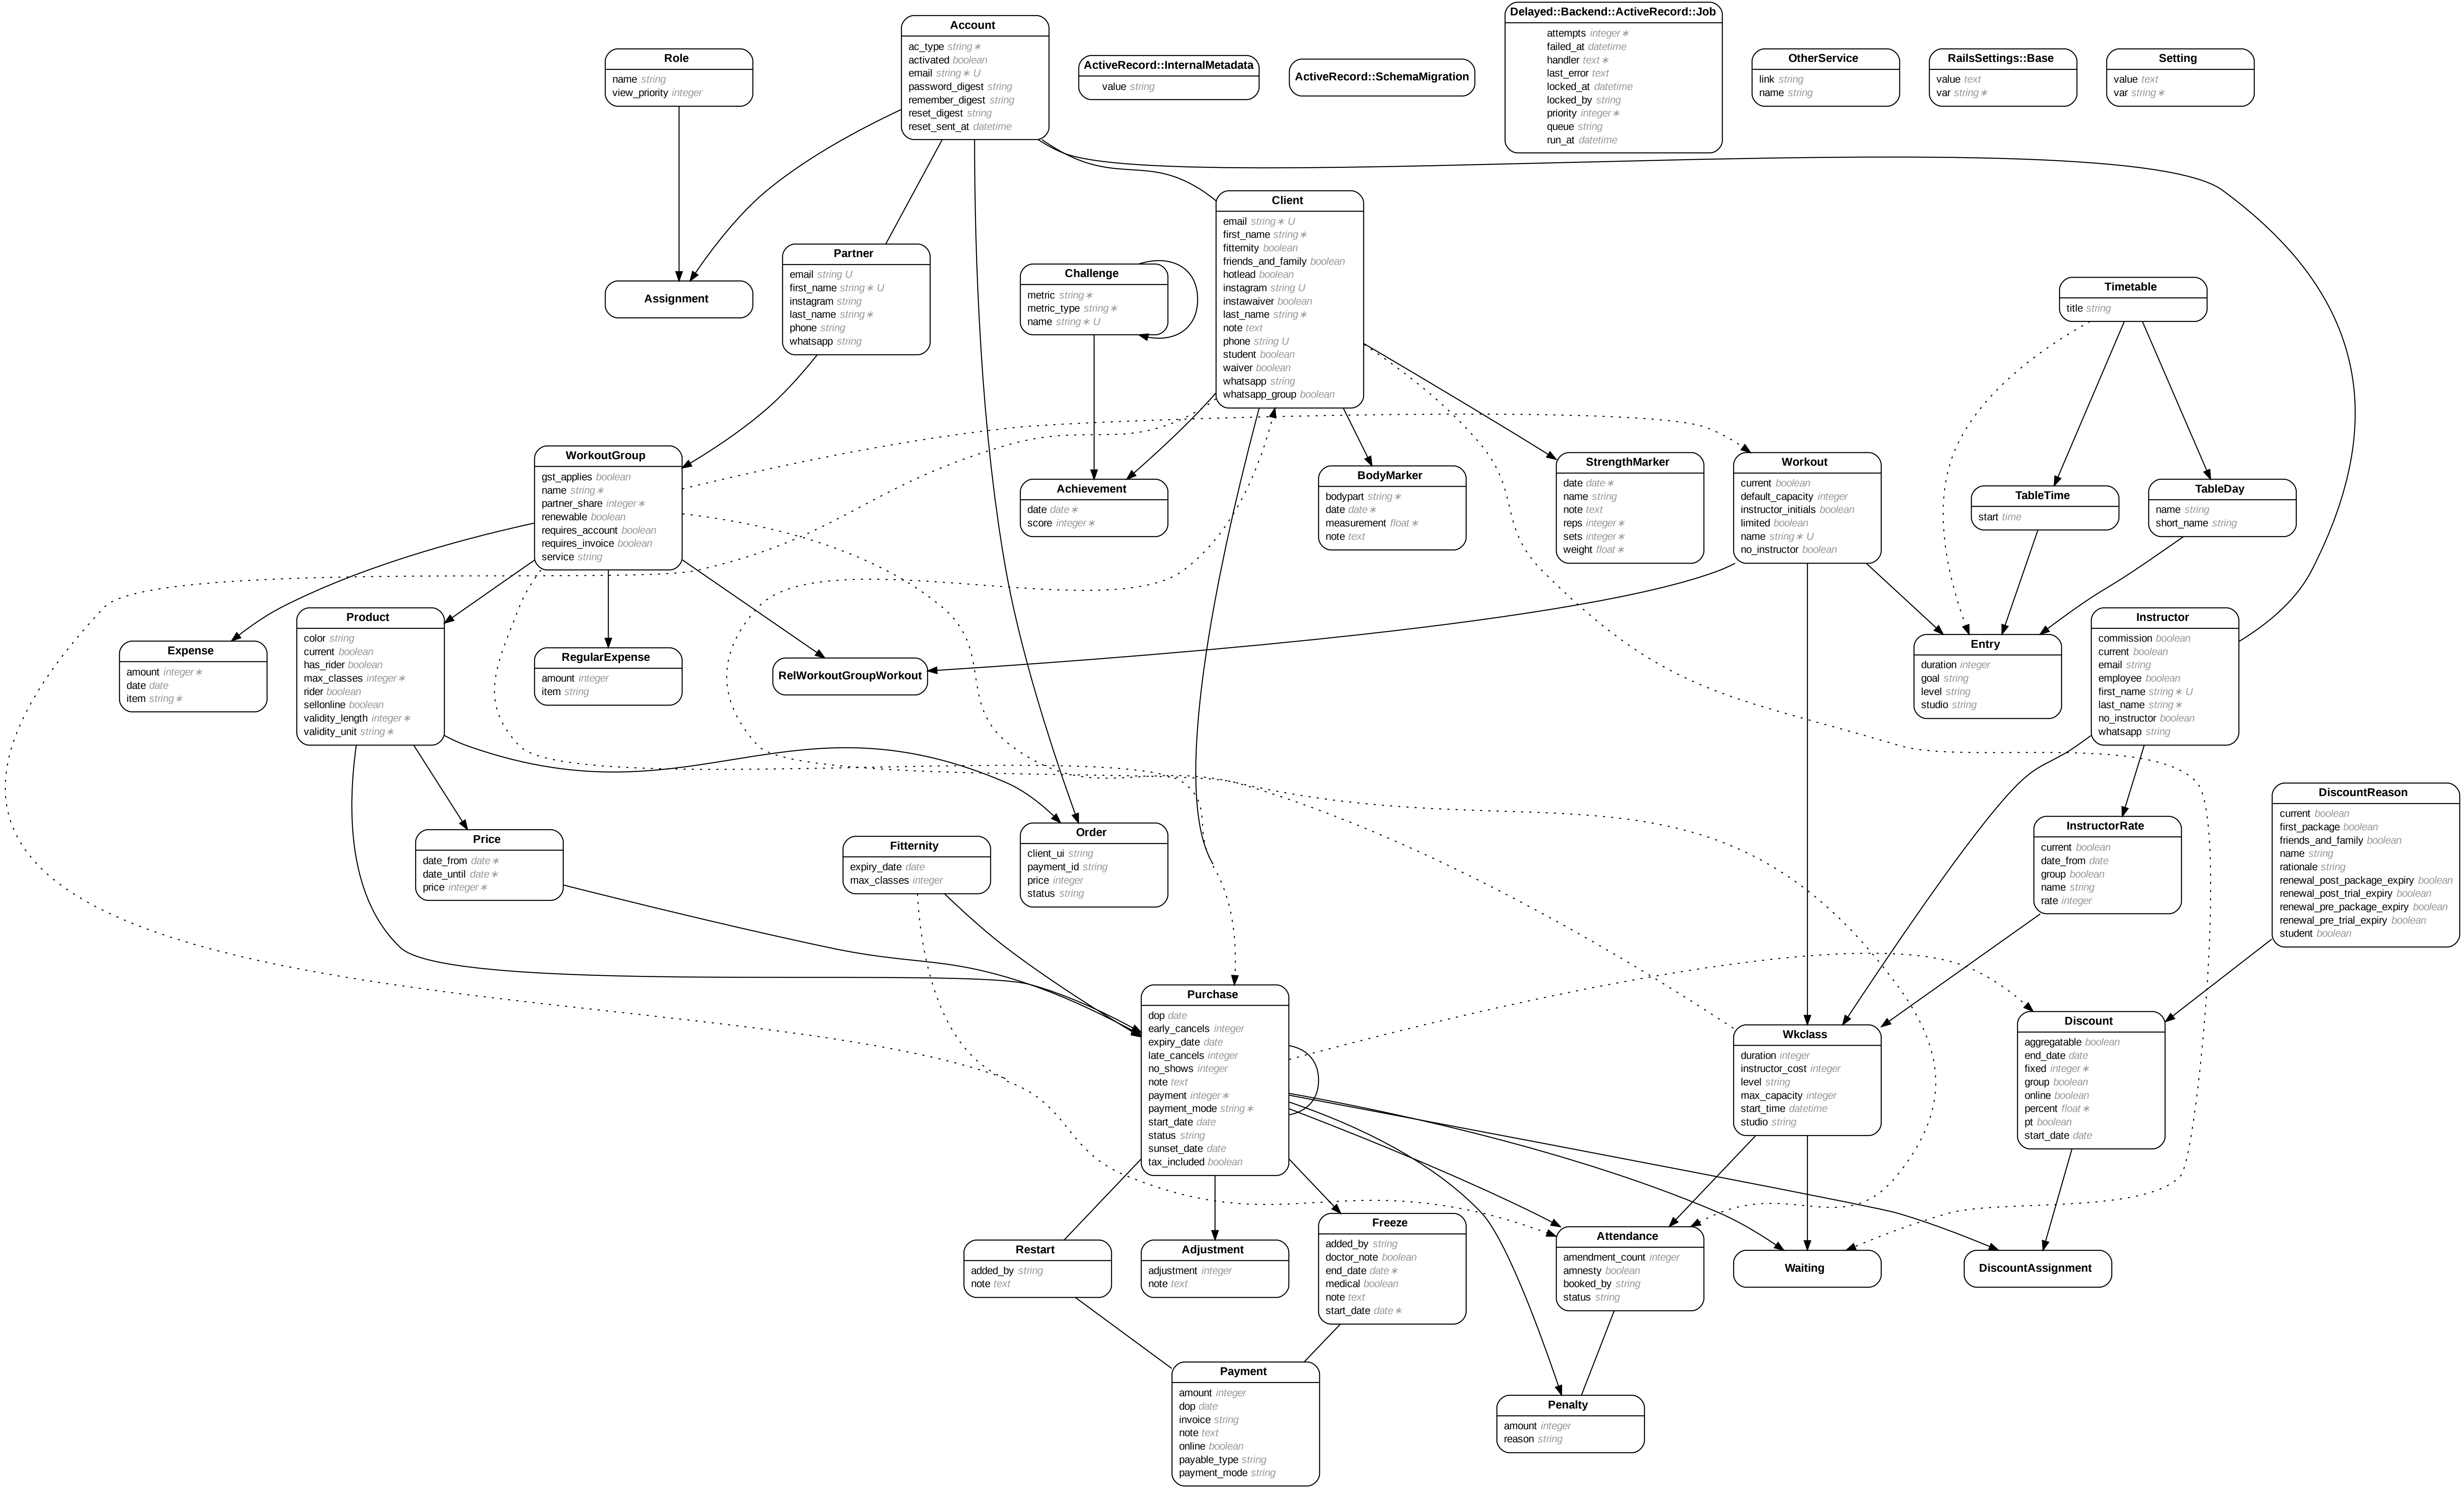 Delayed::Backend::ActiveRecord::Job
attempts integer ∗
failed_at datetime
handler text ∗
last_error text
locked_at datetime
locked_by string
priority integer ∗
queue string
run_at datetime
Account
ac_type string ∗
activated boolean
email string ∗ U
password_digest string
remember_digest string
reset_digest string
reset_sent_at datetime
Role
name string
view_priority integer
ActiveRecord::InternalMetadata
value string
ActiveRecord::SchemaMigration
OtherService
link string
name string
RailsSettings::Base
value text
var string ∗
Setting
value text
var string ∗
Client
email string ∗ U
first_name string ∗
fitternity boolean
friends_and_family boolean
hotlead boolean
instagram string U
instawaiver boolean
last_name string ∗
note text
phone string U
student boolean
waiver boolean
whatsapp string
whatsapp_group boolean
Partner
email string U
first_name string ∗ U
instagram string
last_name string ∗
phone string
whatsapp string
Challenge
metric string ∗
metric_type string ∗
name string ∗ U
Assignment
Timetable
title string
WorkoutGroup
gst_applies boolean
name string ∗
partner_share integer ∗
renewable boolean
requires_account boolean
requires_invoice boolean
service string
Achievement
date date ∗
score integer ∗
BodyMarker
bodypart string ∗
date date ∗
measurement float ∗
note text
StrengthMarker
date date ∗
name string
note text
reps integer ∗
sets integer ∗
weight float ∗
Workout
current boolean
default_capacity integer
instructor_initials boolean
limited boolean
name string ∗ U
no_instructor boolean
TableTime
start time
TableDay
name string
short_name string
Expense
amount integer ∗
date date
item string ∗
Product
color string
current boolean
has_rider boolean
max_classes integer ∗
rider boolean
sellonline boolean
validity_length integer ∗
validity_unit string ∗
RegularExpense
amount integer
item string
RelWorkoutGroupWorkout
Entry
duration integer
goal string
level string
studio string
Instructor
commission boolean
current boolean
email string
employee boolean
first_name string ∗ U
last_name string ∗
no_instructor boolean
whatsapp string
Price
date_from date ∗
date_until date ∗
price integer ∗
Fitternity
expiry_date date
max_classes integer
Order
client_ui string
payment_id string
price integer
status string
InstructorRate
current boolean
date_from date
group boolean
name string
rate integer
DiscountReason
current boolean
first_package boolean
friends_and_family boolean
name string
rationale string
renewal_post_package_expiry boolean
renewal_post_trial_expiry boolean
renewal_pre_package_expiry boolean
renewal_pre_trial_expiry boolean
student boolean
Purchase
dop date
early_cancels integer
expiry_date date
late_cancels integer
no_shows integer
note text
payment integer ∗
payment_mode string ∗
start_date date
status string
sunset_date date
tax_included boolean
Wkclass
duration integer
instructor_cost integer
level string
max_capacity integer
start_time datetime
studio string
Discount
aggregatable boolean
end_date date
fixed integer ∗
group boolean
online boolean
percent float ∗
pt boolean
start_date date
Restart
added_by string
note text
Adjustment
adjustment integer
note text
Freeze
added_by string
doctor_note boolean
end_date date ∗
medical boolean
note text
start_date date ∗
Attendance
amendment_count integer
amnesty boolean
booked_by string
status string
Waiting
DiscountAssignment
Payment
amount integer
dop date
invoice string
note text
online boolean
payable_type string
payment_mode string
Penalty
amount integer
reason string